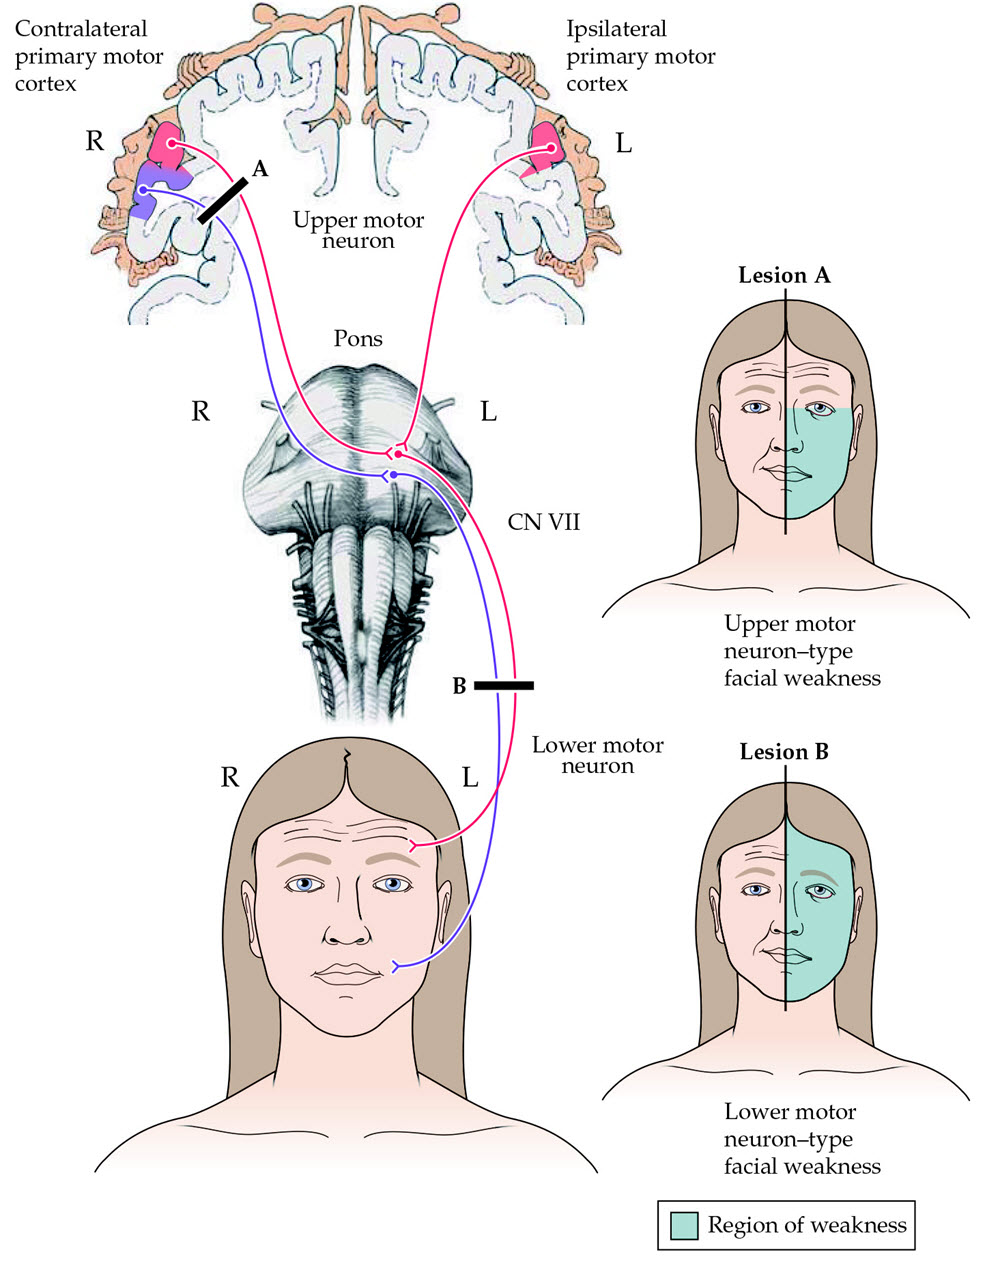 Contralateral
primary motor
cortex
Ipsilateral
primary motor
cortex
R
L
A
Upper motor
neuron
Pons
R
L
CN VII
B
Lower motor
neuron
R
L
Lesion A
Upper motor
neuron–type
facial weakness
Lesion B
Lower motor
neuron–type
facial weakness
Region of weakness